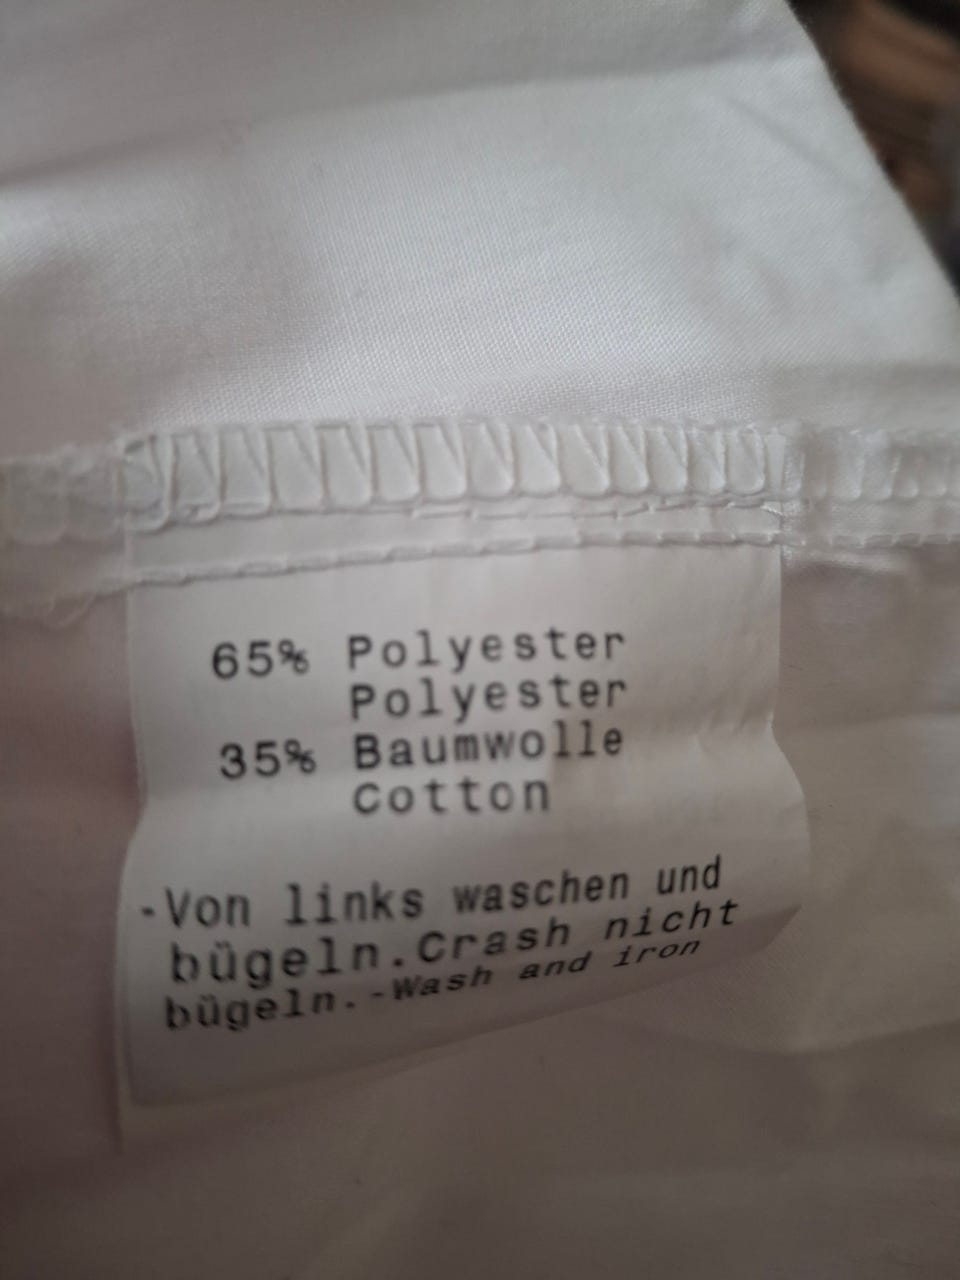 65% Polyester
Polyester
35% Baumwolle
Cotton
-Von links waschen und
bügeln.Crash nicht
bügeln.-Wash and iron